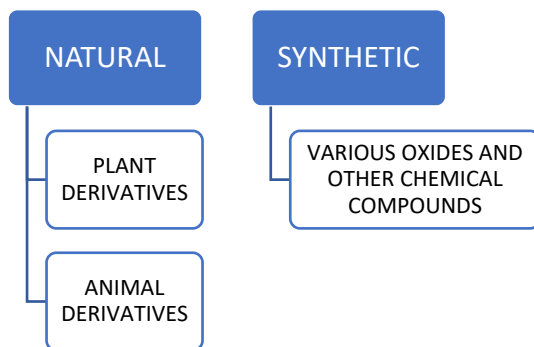 NATURAL
PLANT
DERIVATIVES
ANIMAL
DERIVATIVES
SYNTHETIC
VARIOUS OXIDES AND
OTHER CHEMICAL
COMPOUNDS